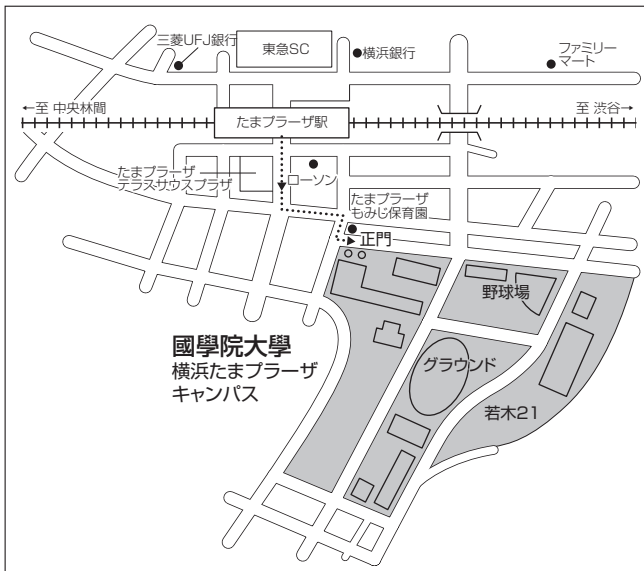 三菱UFJ銀行
東急SC
横浜銀行
ファミリー
マート
←至 中央林間
たまプラーザ駅
至 渋谷→
たまプラーザ
テラスサウスプラザ
ローソン
たまプラーザ
もみじ保育園
正門
野球場
國學院大學
横浜たまプラーザ
キャンパス
グラウンド
若木21